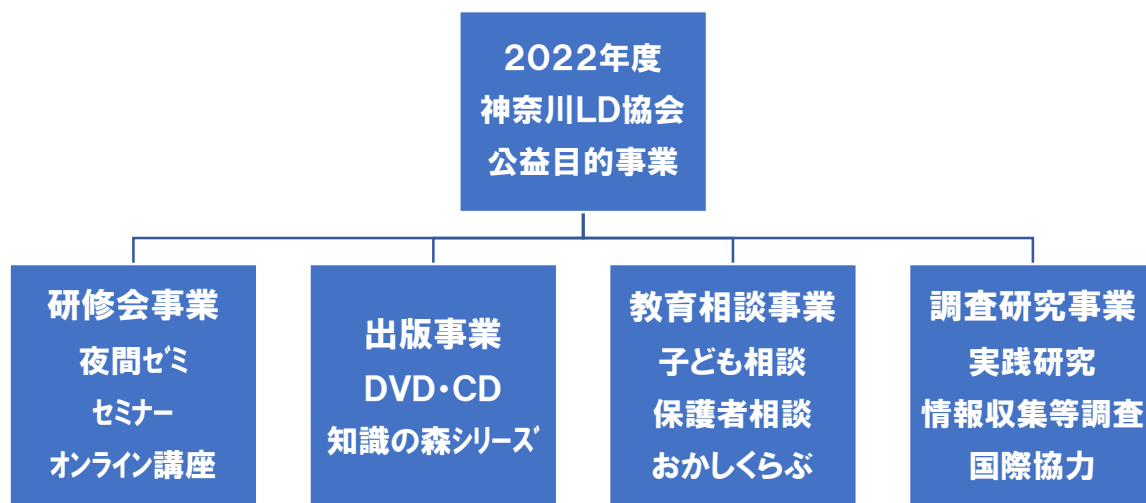 2022年度
神奈川LD協会
公益目的事業
研修会事業
夜間ゼミ
セミナー
オンライン講座
出版事業
DVD・CD
知識の森シリーズ
教育相談事業
子ども相談
保護者相談
おかしくらぶ
調査研究事業
実践研究
情報収集等調査
国際協力